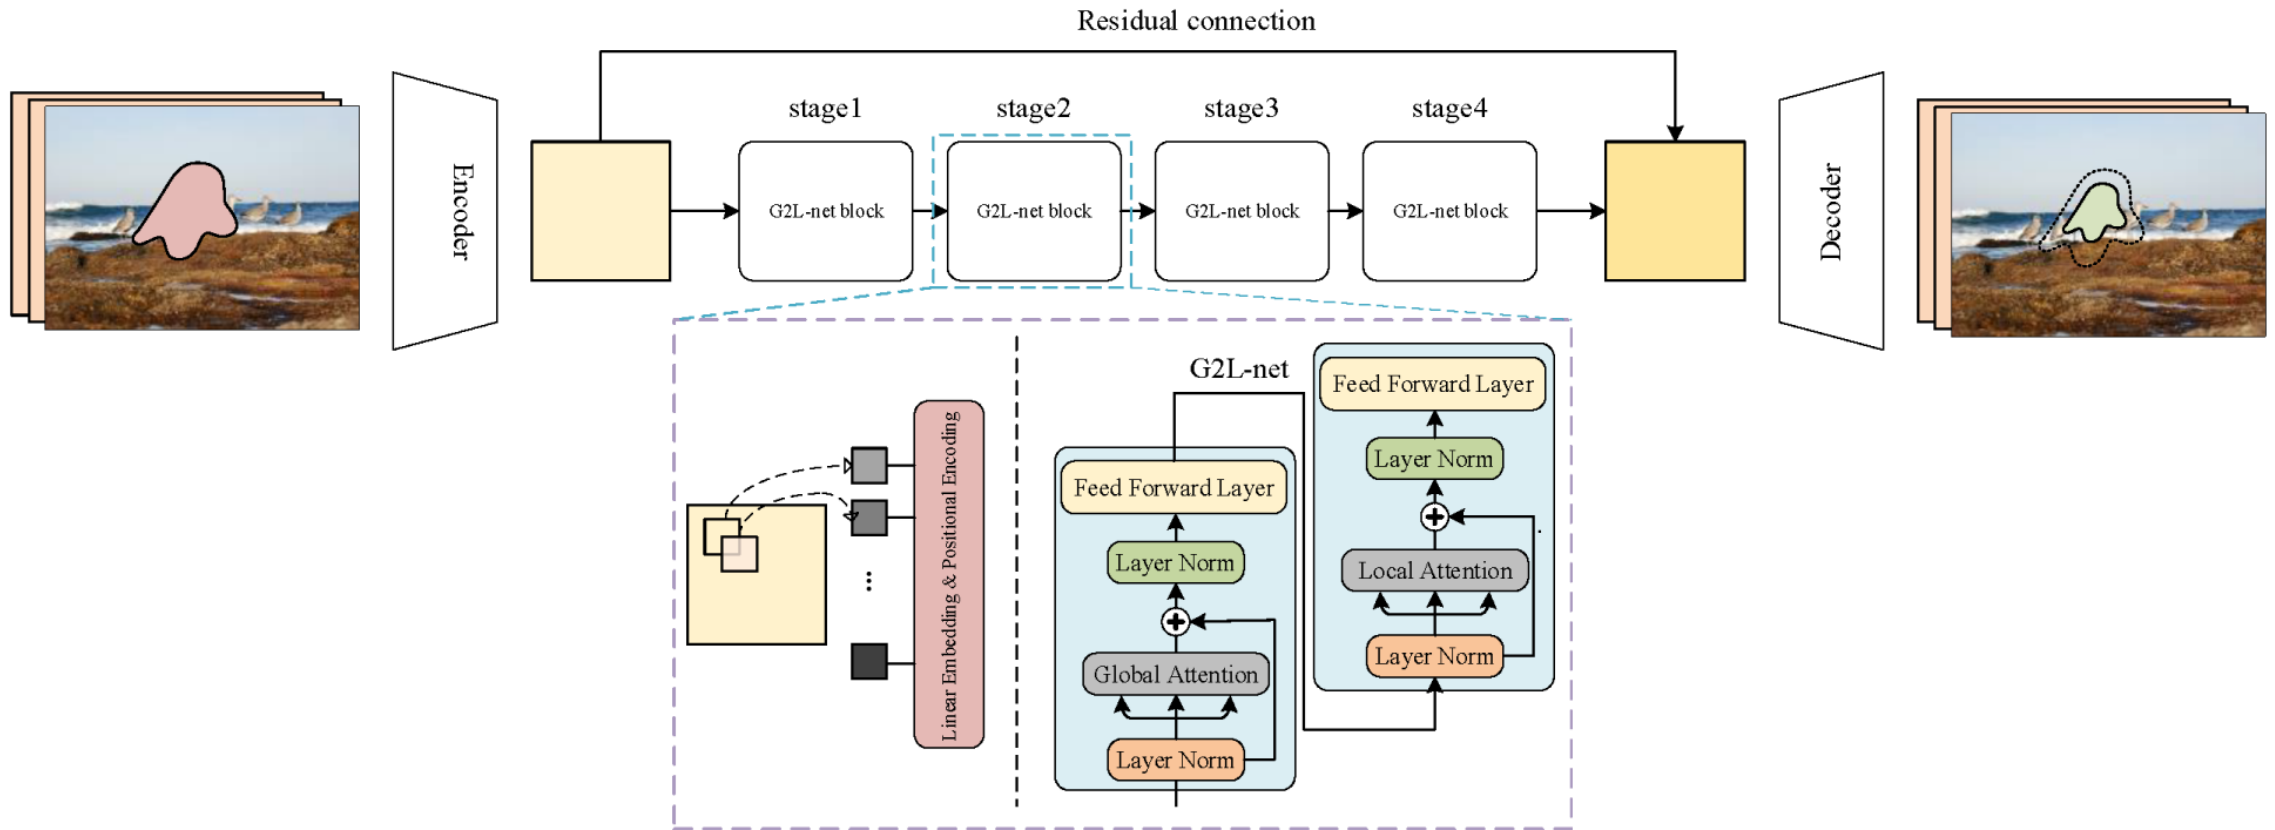 Residual connection
stage1
stage2
stage3
stage4
Encoder
G2L-net block
G2L-net block
G2L-net block
G2L-net block
Decoder
Linear Embedding & Positional Encoding
...
G2L-net
Feed Forward Layer
Layer Norm
Global Attention
Layer Norm
Feed Forward Layer
Layer Norm
Local Attention
Layer Norm